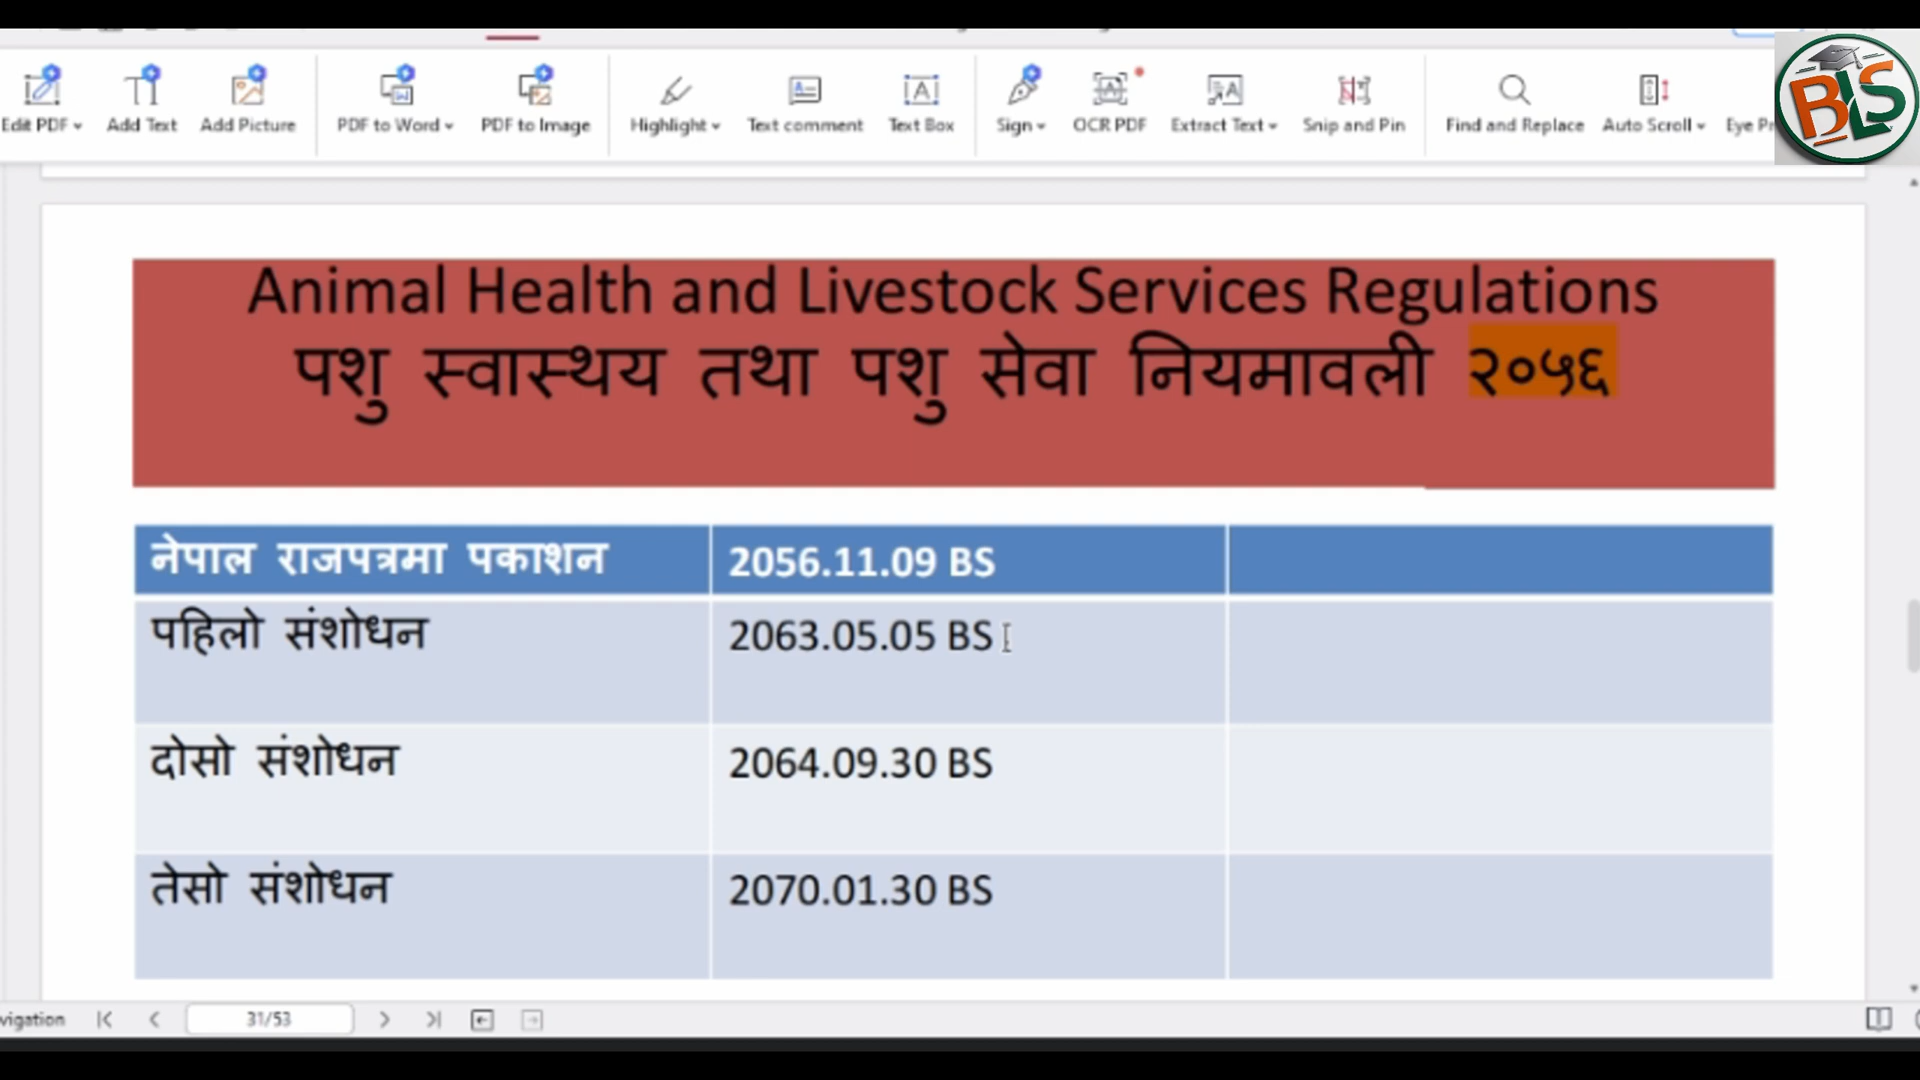 Edit PDF Add Text Add Picture PDF to Word PDF to Image Highlight Text comment Text Box Sign OCR PDF Extract Text Snip and Pin Find and Replace Auto Scroll Eye
BLS
Animal Health and Livestock Services Regulations
पशु स्वास्थय तथा पशु सेवा नियमावली २०५६
नेपाल राजपत्रमा पकाशन 2056.11.09 BS
पहिलो संशोधन 2063.05.05 BS
दोसो संशोधन 2064.09.30 BS
तेसो संशोधन 2070.01.30 BS
vigation 31/53